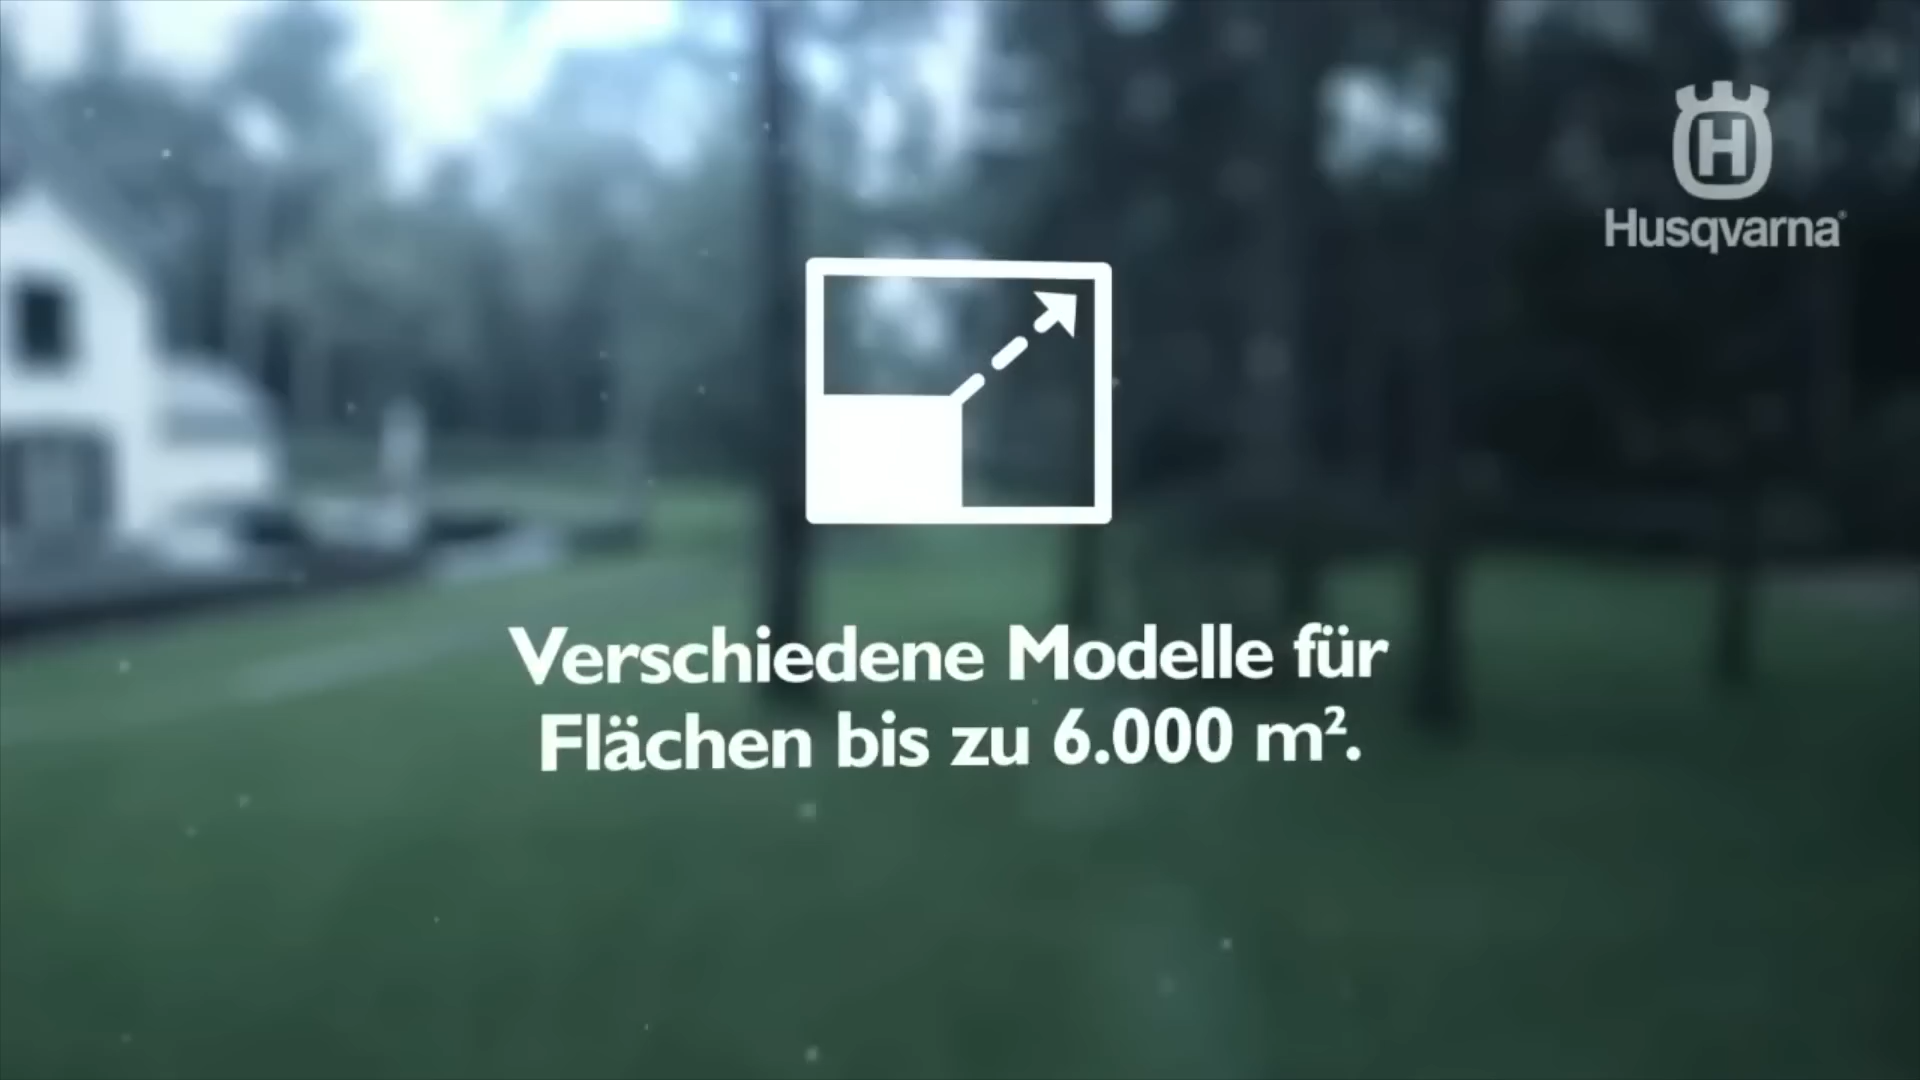 H
Husqvarna®
Verschiedene Modelle für
Flächen bis zu 6.000 m².